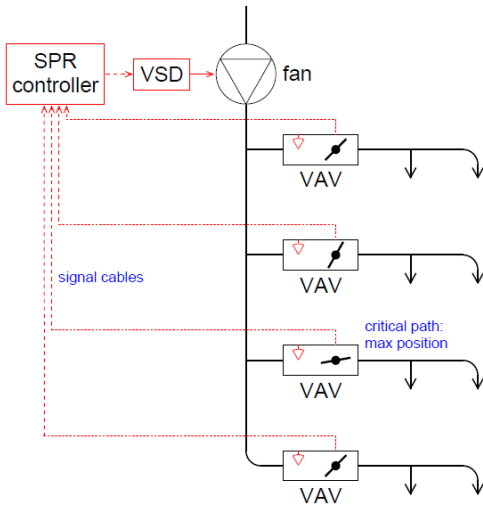 SPR
controller
VSD
fan
VAV
VAV
signal cables
critical path:
max position
VAV
VAV